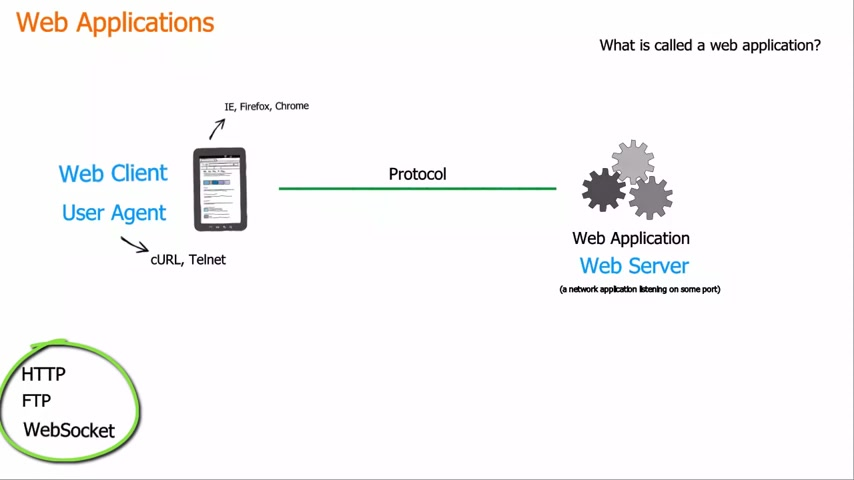 Web Applications
What is called a web application?
IE, Firefox, Chrome
Web Client
User Agent
cURL, Telnet
Protocol
Web Application
Web Server
(a network application listening on some port)
HTTP
FTP
WebSocket